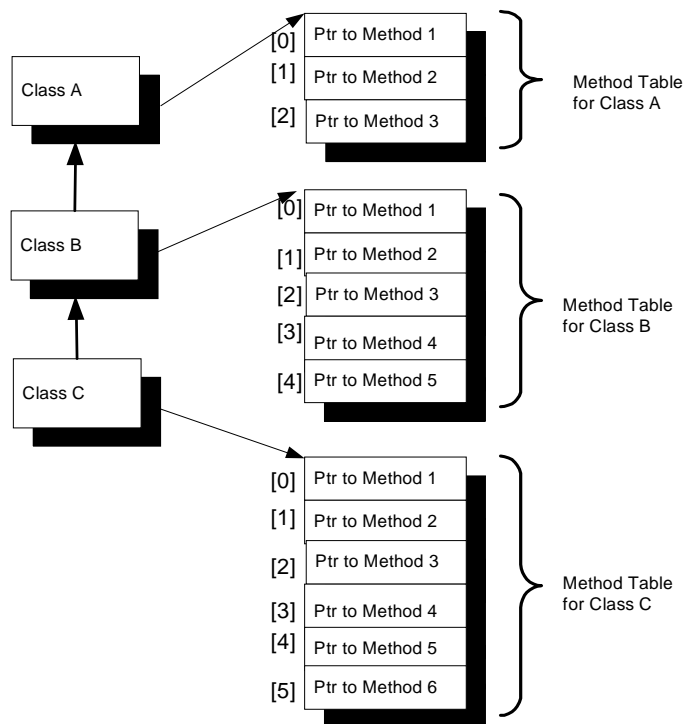 Class A
[0] Ptr to Method 1
[1] Ptr to Method 2
[2] Ptr to Method 3
Method Table
for Class A
Class B
[0] Ptr to Method 1
[1] Ptr to Method 2
[2] Ptr to Method 3
[3] Ptr to Method 4
[4] Ptr to Method 5
Method Table
for Class B
Class C
[0] Ptr to Method 1
[1] Ptr to Method 2
[2] Ptr to Method 3
[3] Ptr to Method 4
[4] Ptr to Method 5
[5] Ptr to Method 6
Method Table
for Class C